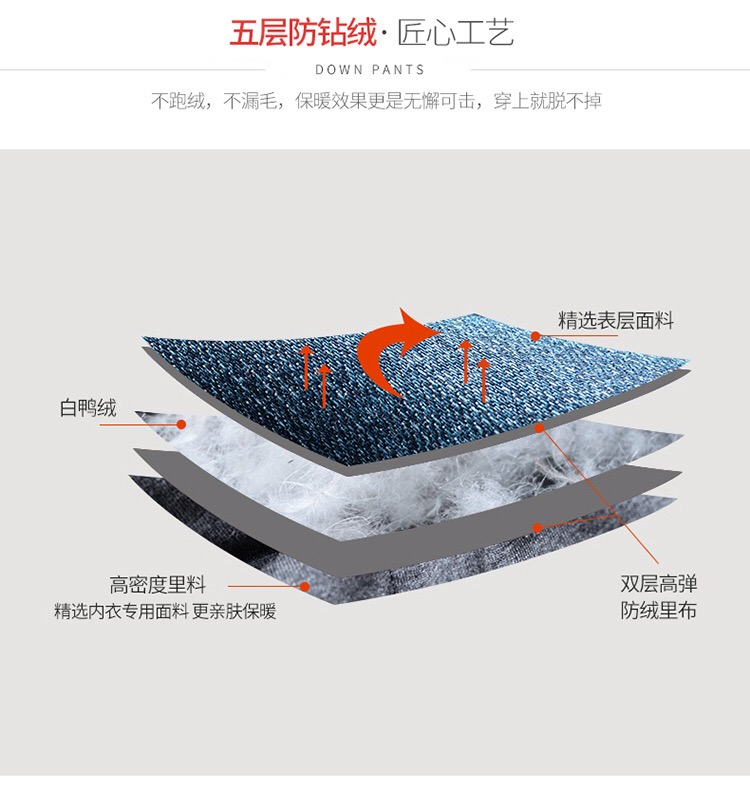 五层防钻绒·匠心工艺
DOWN PANTS
不跑绒，不漏毛，保暖效果更是无懈可击，穿上就脱不掉
精选表层面料
白鸭绒
高密度里料
精选内衣专用面料 更亲肤保暖
双层高弹
防绒里布